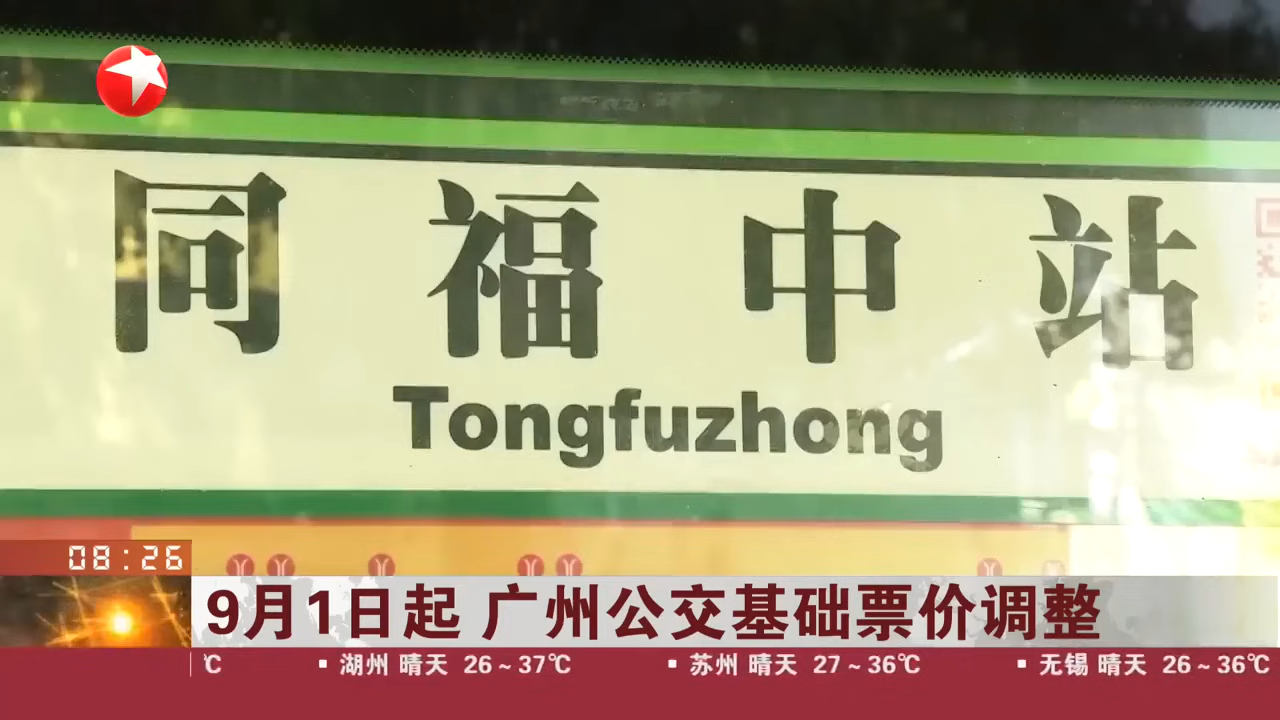 同福中站
Tongfuzhong
08:26
9月1日起 广州公交基础票价调整
℃ ▪ 湖州 晴天 26~37℃ ▪ 苏州 晴天 27~36℃ ▪ 无锡 晴天 26~36℃